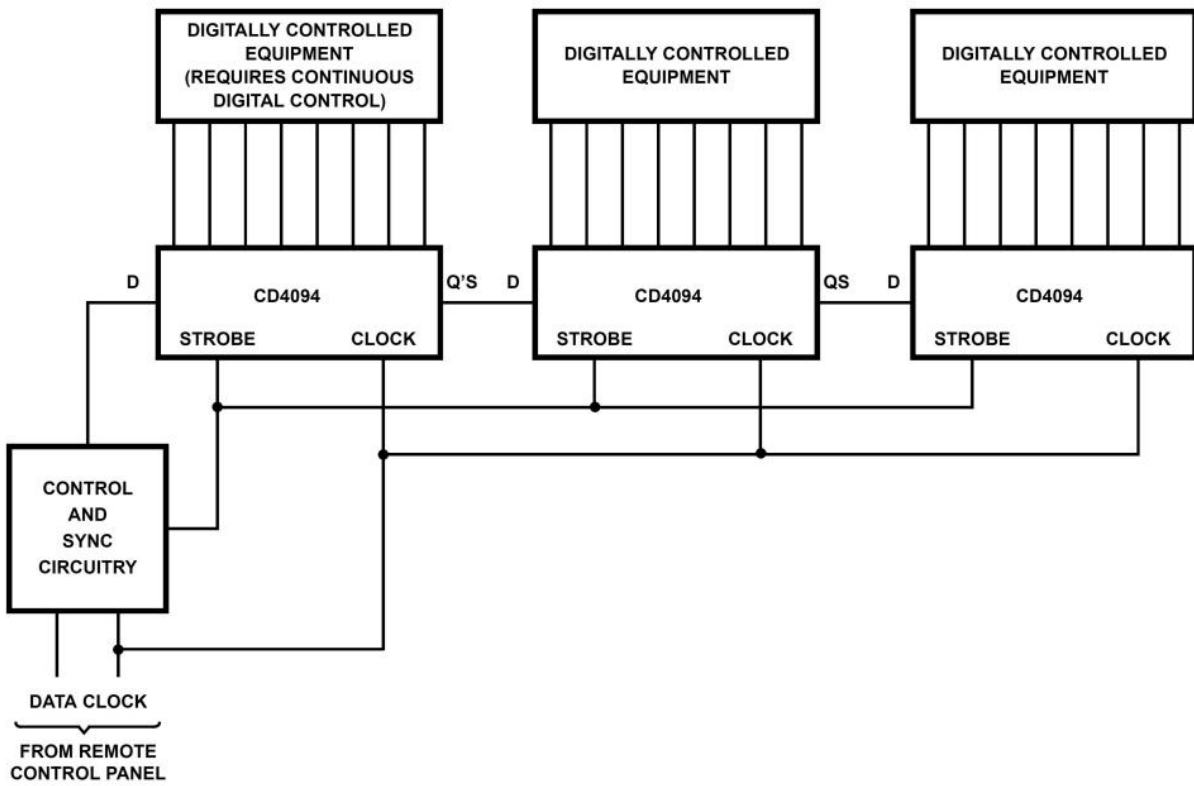 DIGITALLY CONTROLLED
EQUIPMENT
(REQUIRES CONTINUOUS
DIGITAL CONTROL)
DIGITALLY CONTROLLED
EQUIPMENT
DIGITALLY CONTROLLED
EQUIPMENT
D
CD4094
STROBE CLOCK
Q'S D
CD4094
STROBE CLOCK
QS D
CD4094
STROBE CLOCK
CONTROL
AND
SYNC
CIRCUITRY
DATA CLOCK
FROM REMOTE
CONTROL PANEL